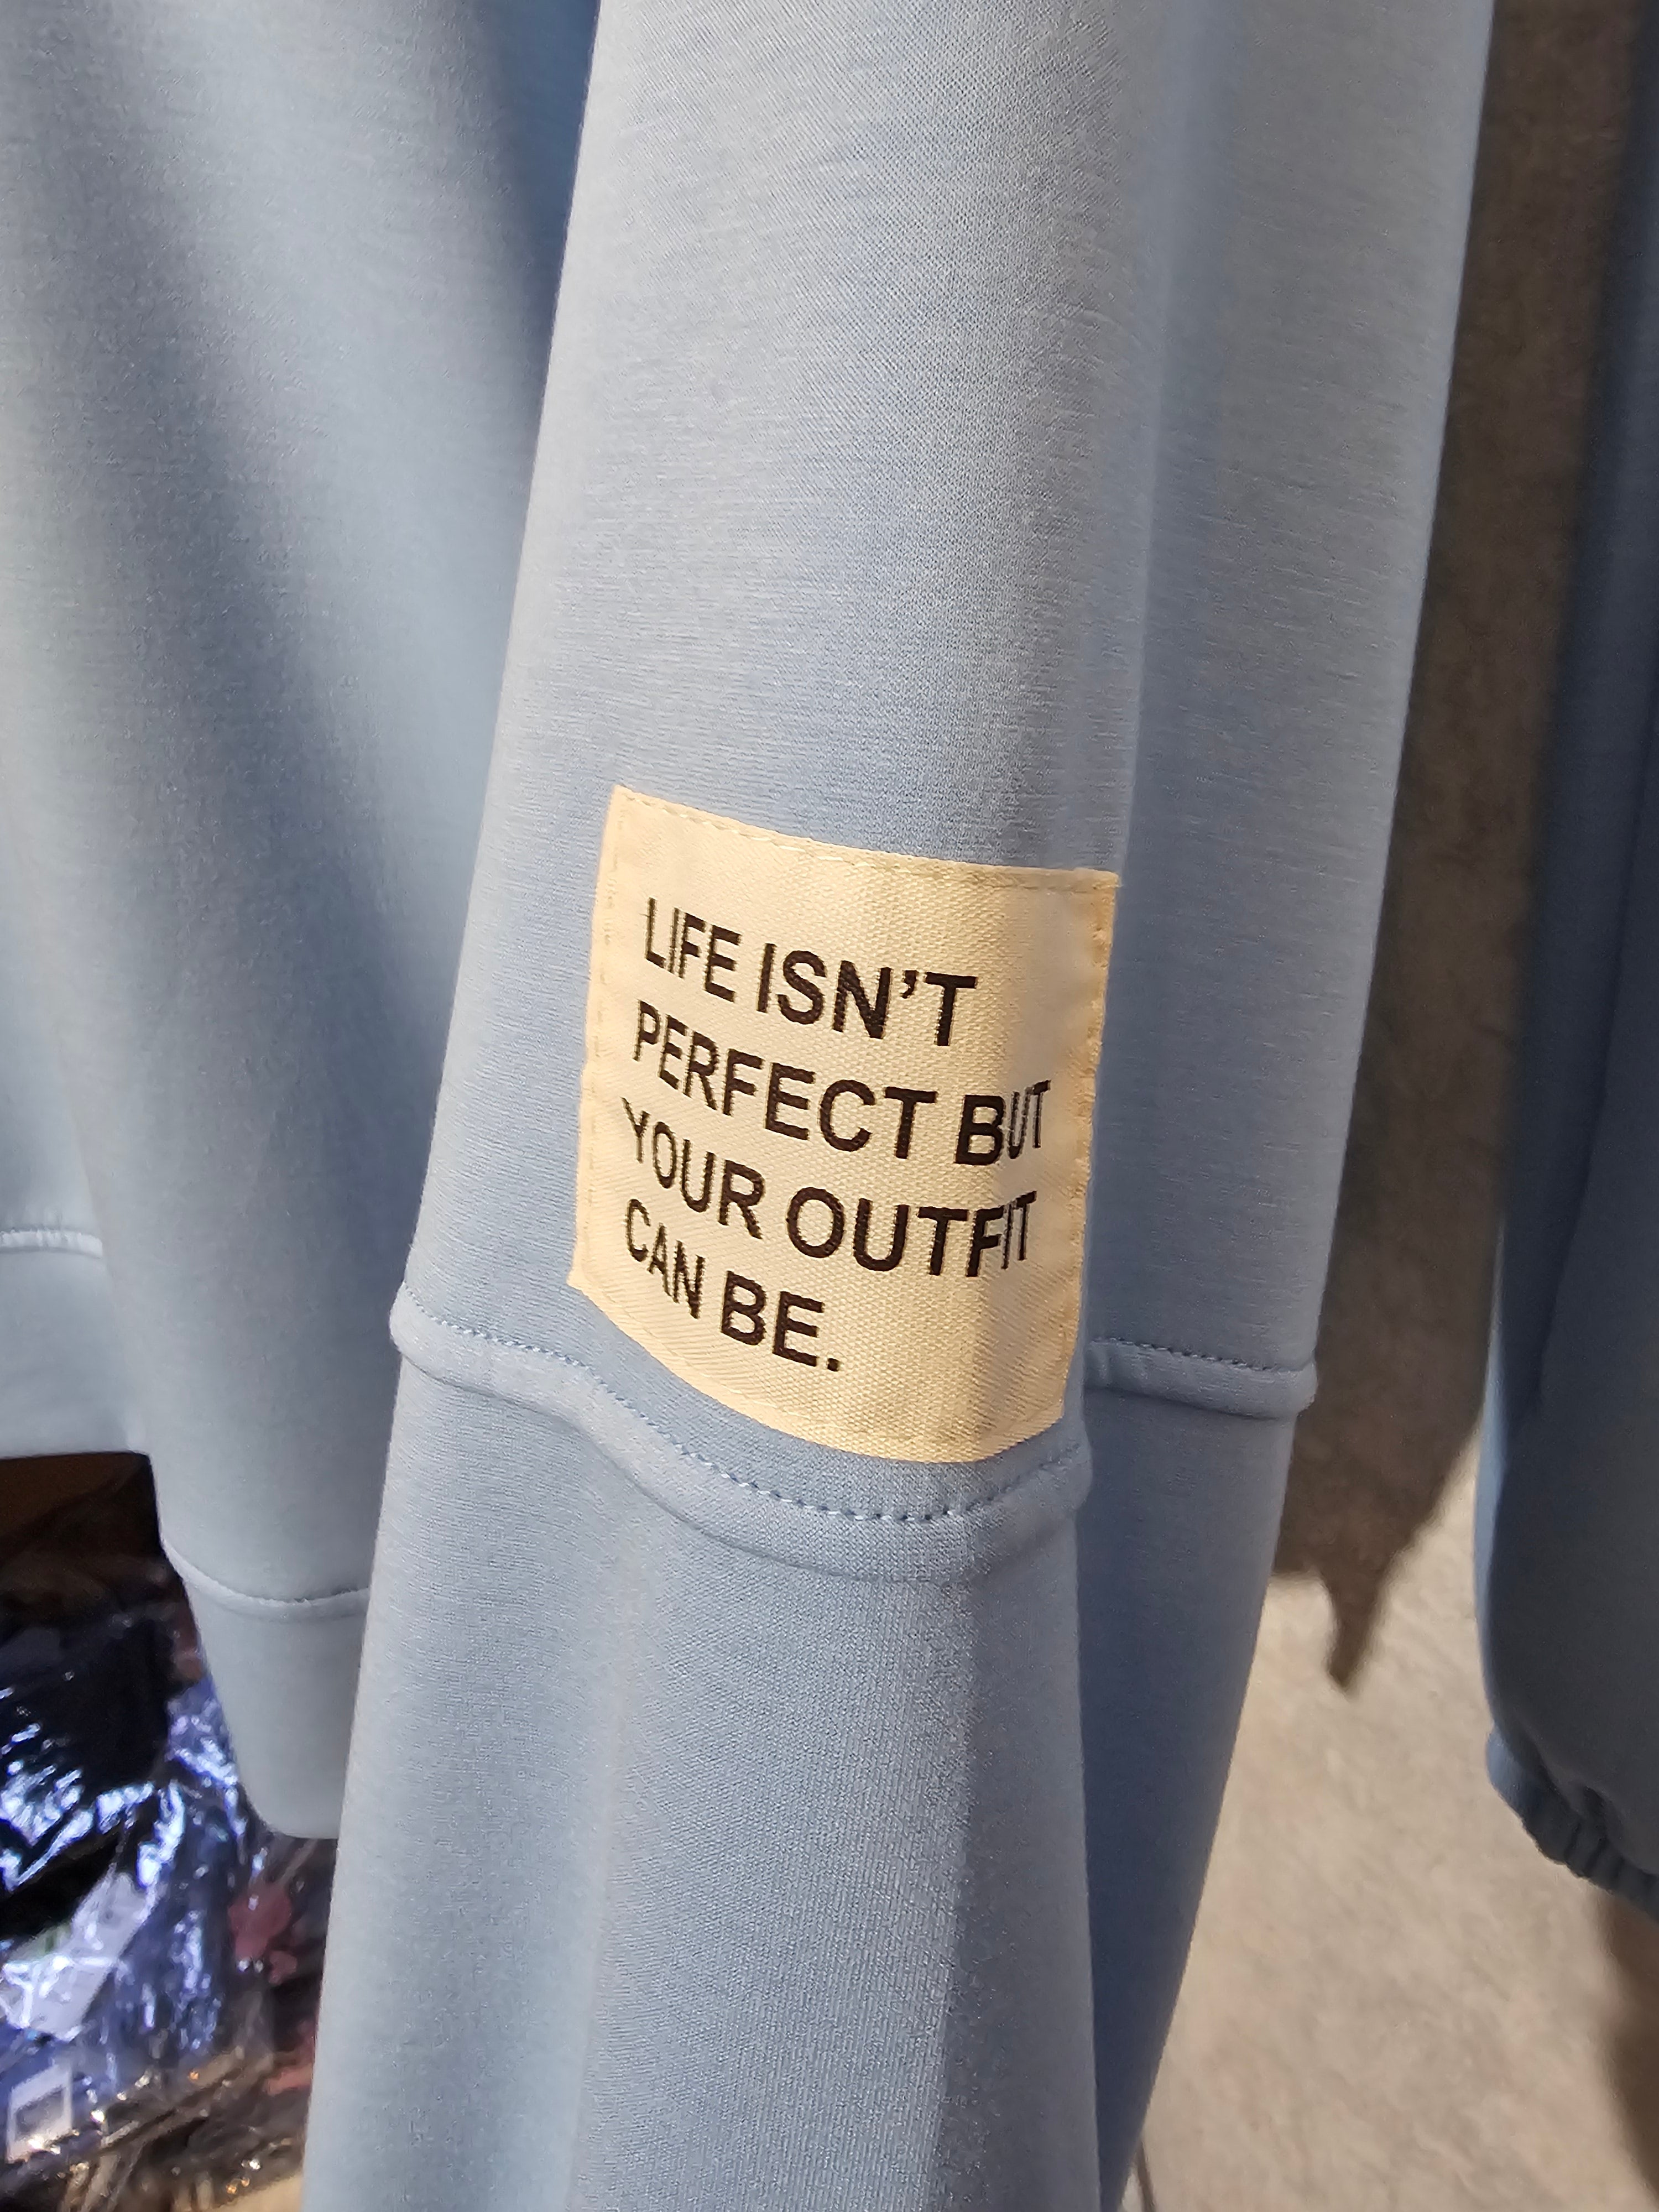 LIFE ISN’T
PERFECT BUT
YOUR OUTFIT
CAN BE.